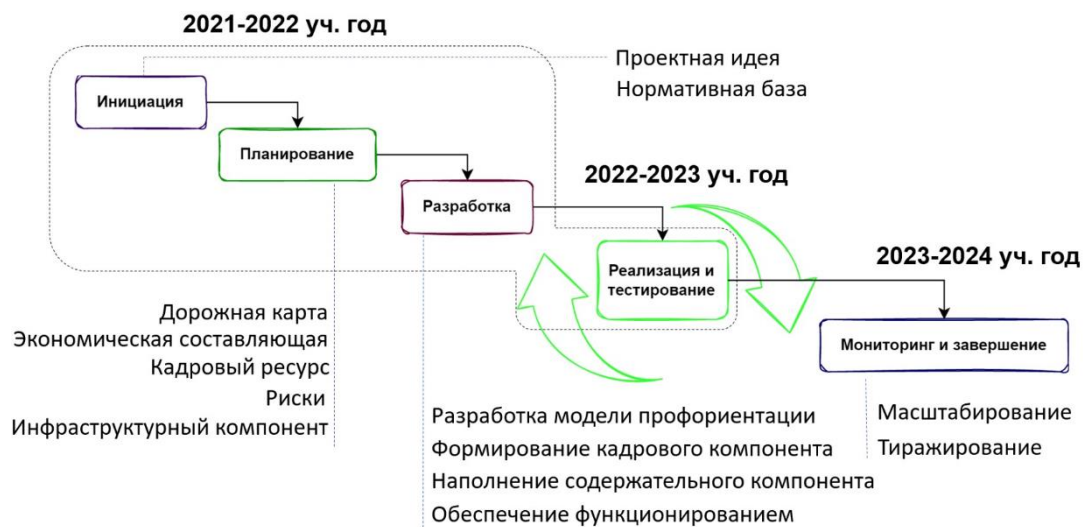 2021-2022 уч. год
Проектная идея
Нормативная база
Инициация
Планирование
Разработка
2022-2023 уч. год
Реализация и
тестирование
2023-2024 уч. год
Мониторинг и завершение
Дорожная карта
Экономическая составляющая
Кадровый ресурс
Риски
Инфраструктурный компонент
Разработка модели профориентации
Формирование кадрового компонента
Наполнение содержательного компонента
Обеспечение функционированием
Масштабирование
Тиражирование